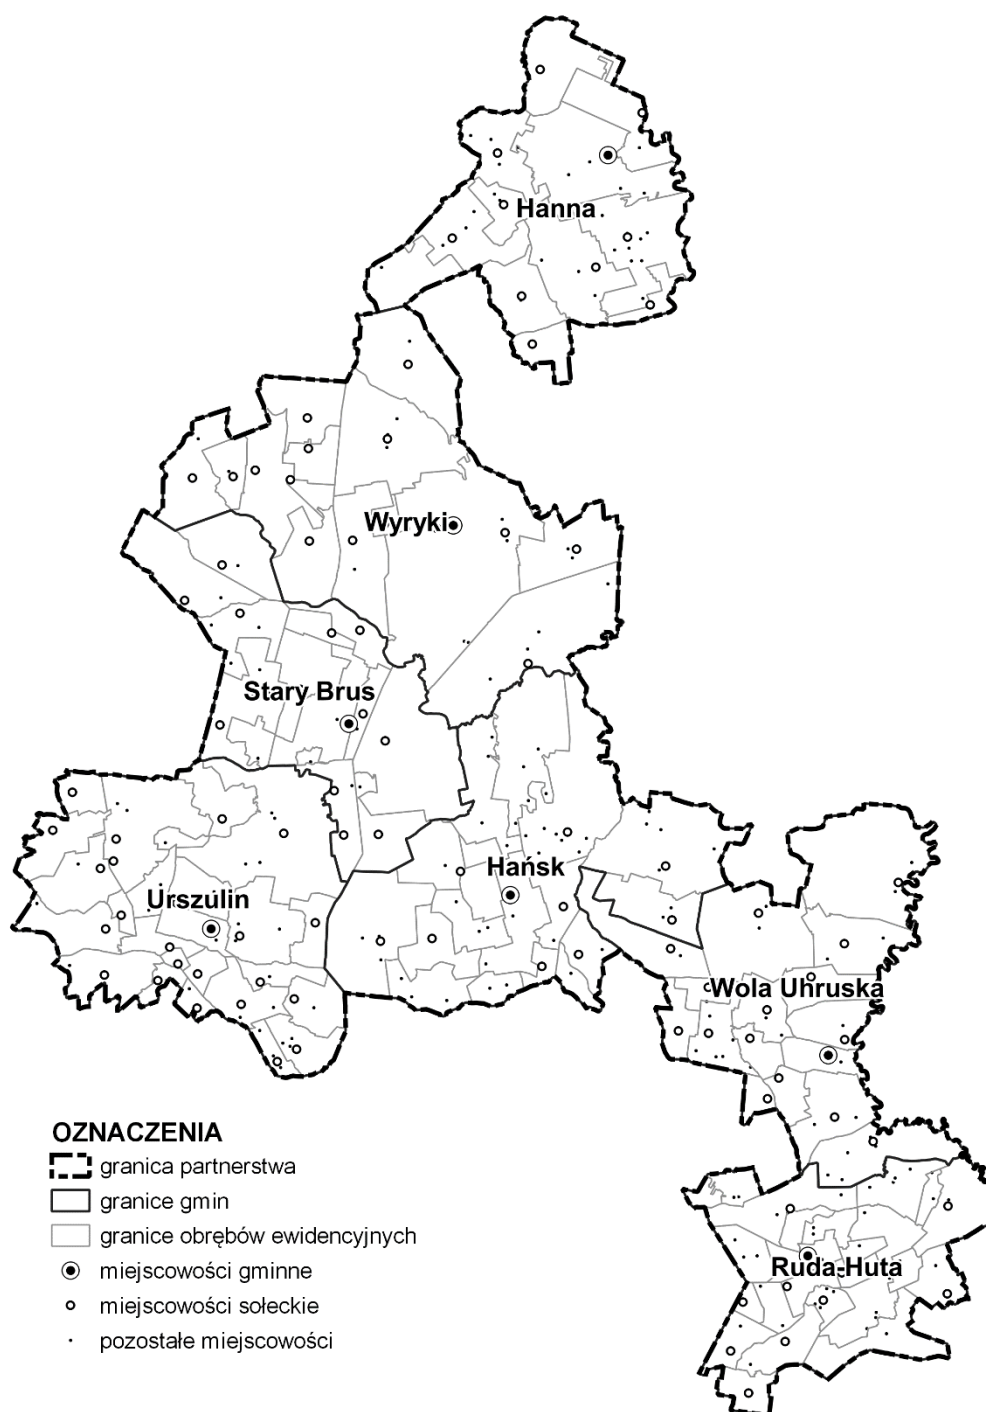 Hanna
Wyryki
Stary Brus
Hańsk
Urszulin
Wola Uhruska
Ruda-Huta
OZNACZENIA
granica partnerstwa
granice gmin
granice obrębów ewidencyjnych
miejscowości gminne
miejscowości sołeckie
pozostałe miejscowości